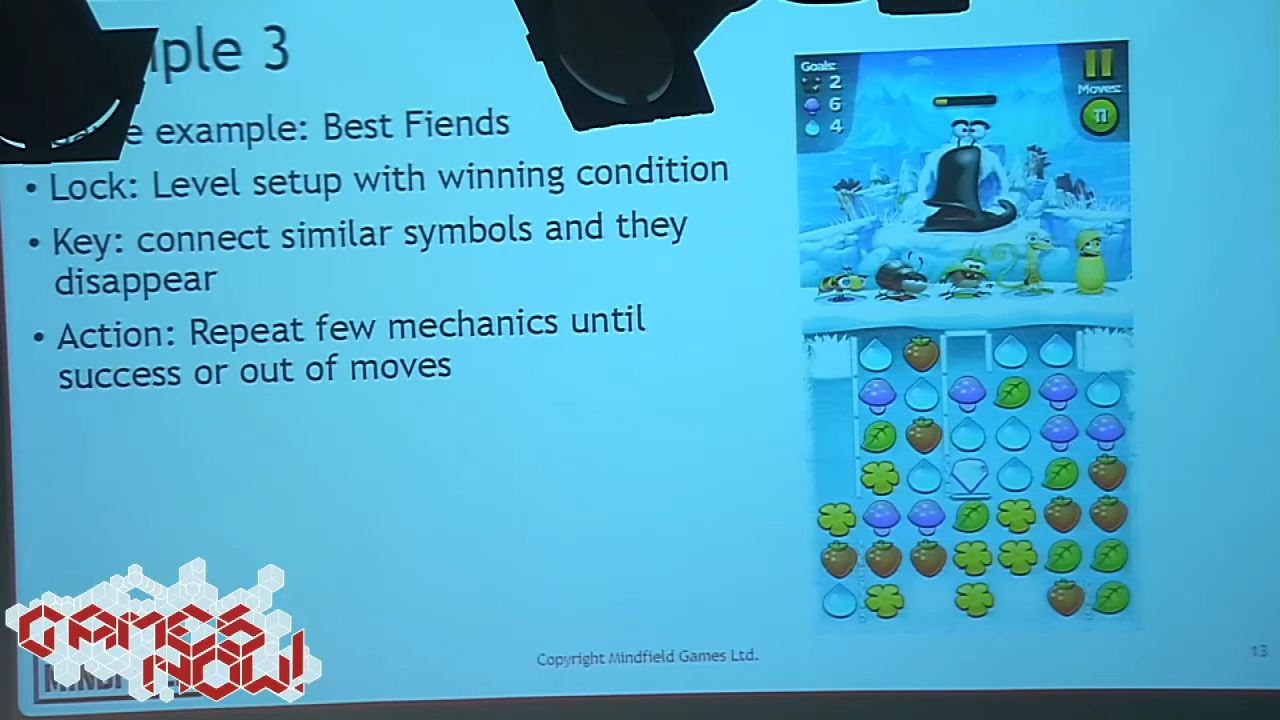 ple 3
e example: Best Fiends
• Lock: Level setup with winning condition
• Key: connect similar symbols and they
disappear
• Action: Repeat few mechanics until
success or out of moves
Goals:
2
6
4
Moves:
11
GAMES
NOW!
Copyright Mindfield Games Ltd.
13